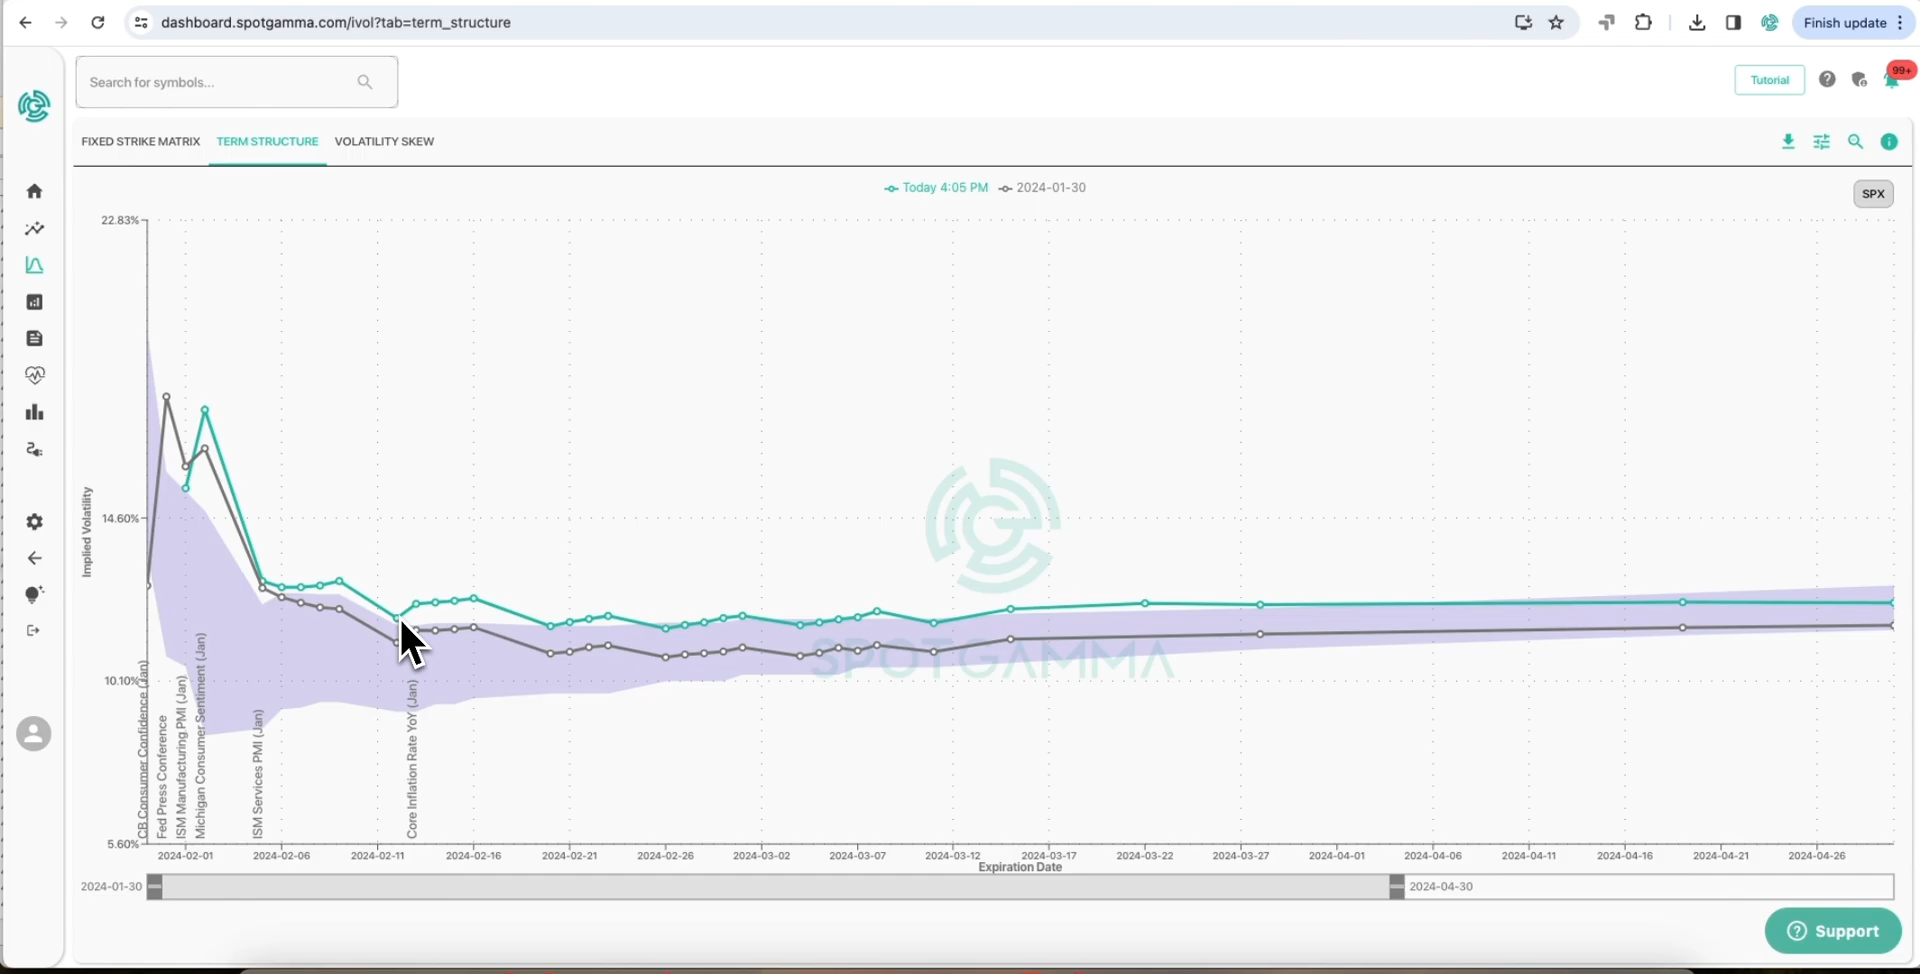 dashboard.spotgamma.com/ivol?tab=term_structure
Finish update
Search for symbols...
Tutorial
99+
FIXED STRIKE MATRIX
TERM STRUCTURE
VOLATILITY SKEW
Today 4:05 PM
2024-01-30
SPX
22.83%
14.60%
10.10%
5.60%
Implied Volatility
SPOTGAMMA
CB Consumer Confidence (Jan)
Fed Press Conference
ISM Manufacturing PMI (Jan)
Michigan Consumer Sentiment (Jan)
ISM Services PMI (Jan)
Core Inflation Rate YoY (Jan)
2024-02-01
2024-02-06
2024-02-11
2024-02-16
2024-02-21
2024-02-26
2024-03-02
2024-03-07
2024-03-12
2024-03-17
2024-03-22
2024-03-27
2024-04-01
2024-04-06
2024-04-11
2024-04-16
2024-04-21
2024-04-26
Expiration Date
2024-01-30
2024-04-30
Support